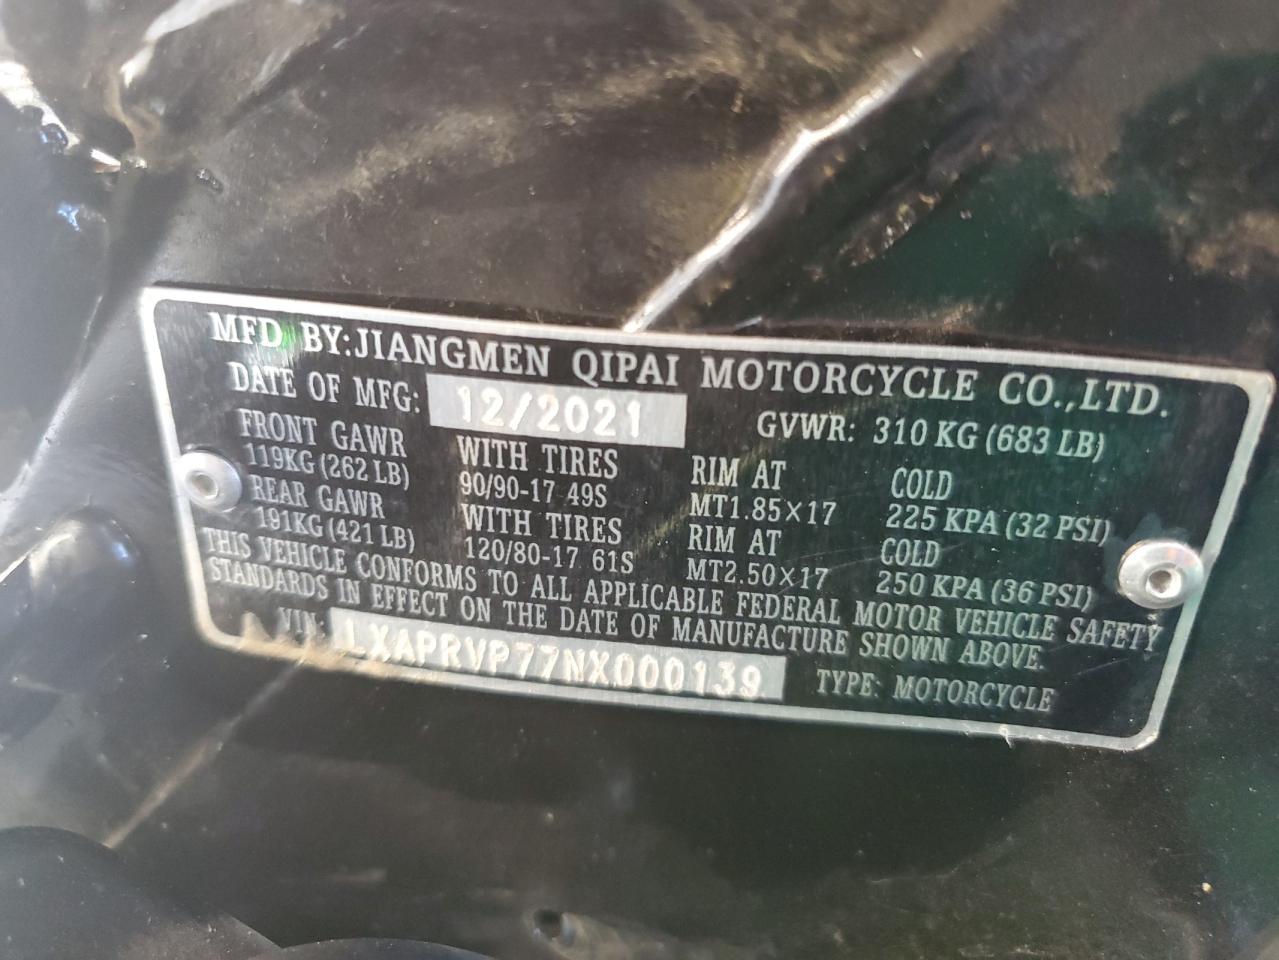 MFD BY:JIANGMEN QIPAI MOTORCYCLE CO.,LTD.
DATE OF MFG: 12/2021 GVWR: 310 KG (683 LB)
FRONT GAWR WITH TIRES RIM AT COLD
119KG (262 LB) 90/90-17 49S MT1.85×17 225 KPA (32 PSI)
REAR GAWR WITH TIRES RIM AT COLD
191KG (421 LB) 120/80-17 61S MT2.50×17 250 KPA (36 PSI)
THIS VEHICLE CONFORMS TO ALL APPLICABLE FEDERAL MOTOR VEHICLE SAFETY
STANDARDS IN EFFECT ON THE DATE OF MANUFACTURE SHOWN ABOVE.
VIN: LXAPRVP77NX000139 TYPE: MOTORCYCLE